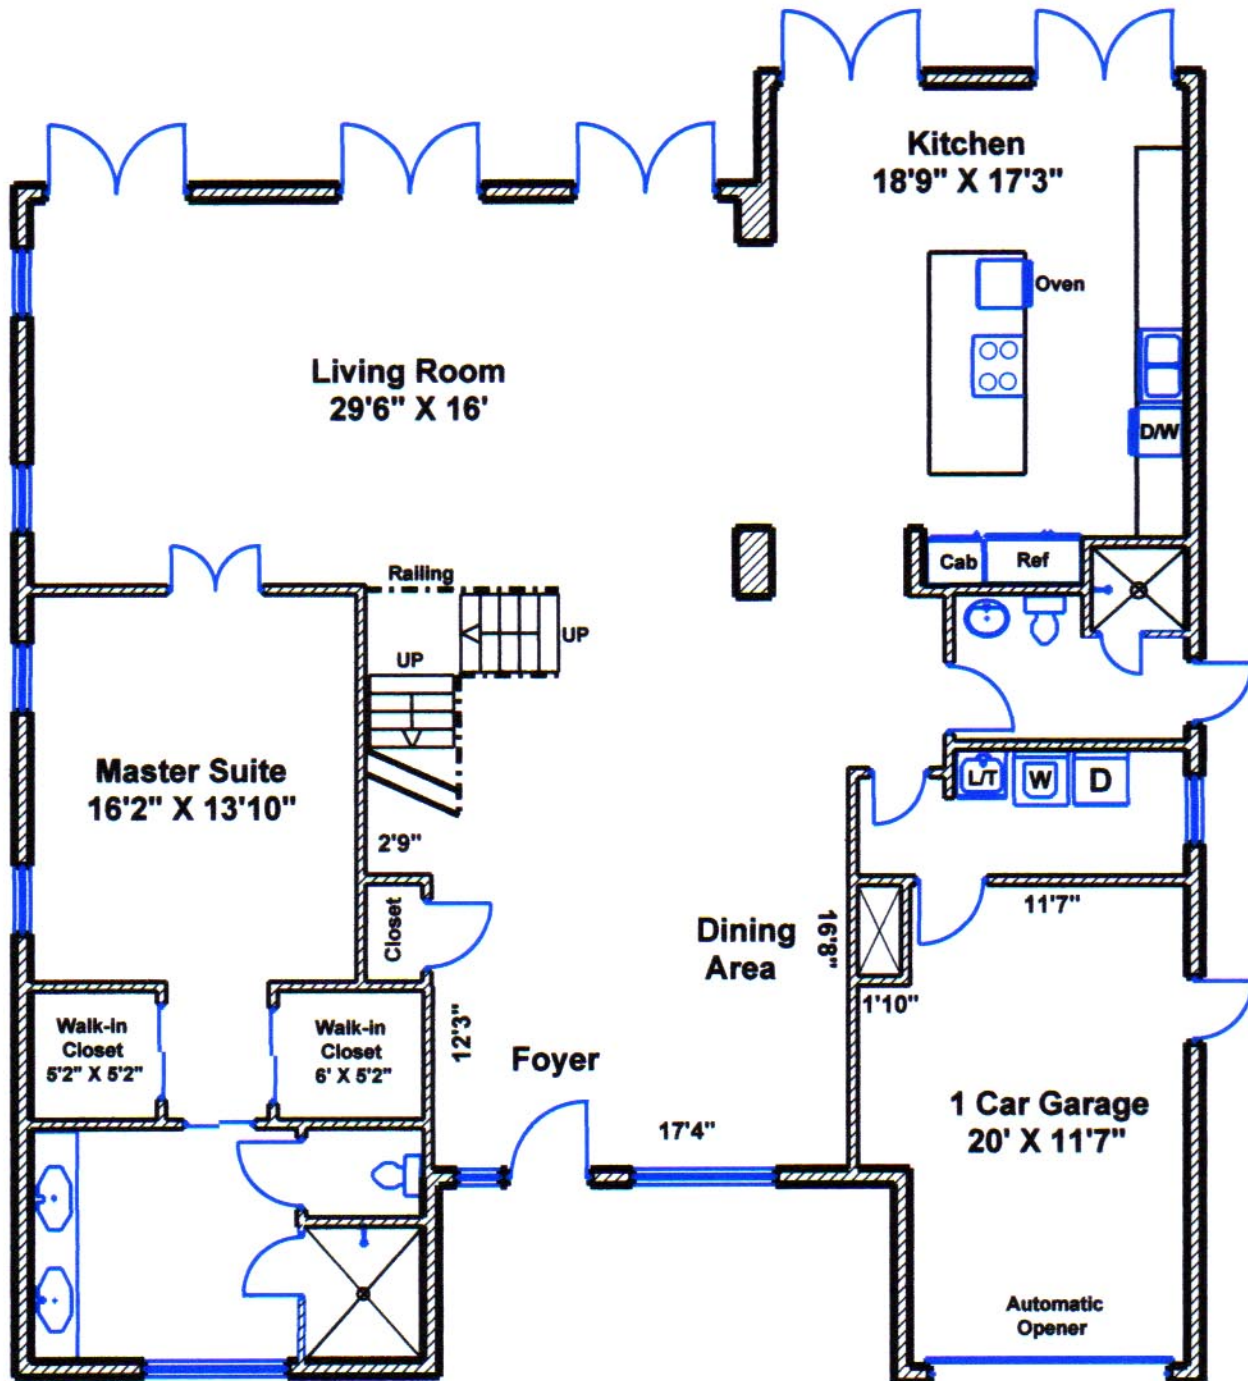 Kitchen
18'9" X 17'3"
Oven
Living Room
29'6" X 16'
D/W
Cab
Ref
Railing
UP
UP
Master Suite
16'2" X 13'10"
L/T
W
D
2'9"
11'7"
Closet
Dining
Area
16'8"
1'10"
Walk-in
Closet
5'2" X 5'2"
Walk-in
Closet
6' X 5'2"
12'3"
Foyer
17'4"
1 Car Garage
20' X 11'7"
Automatic
Opener